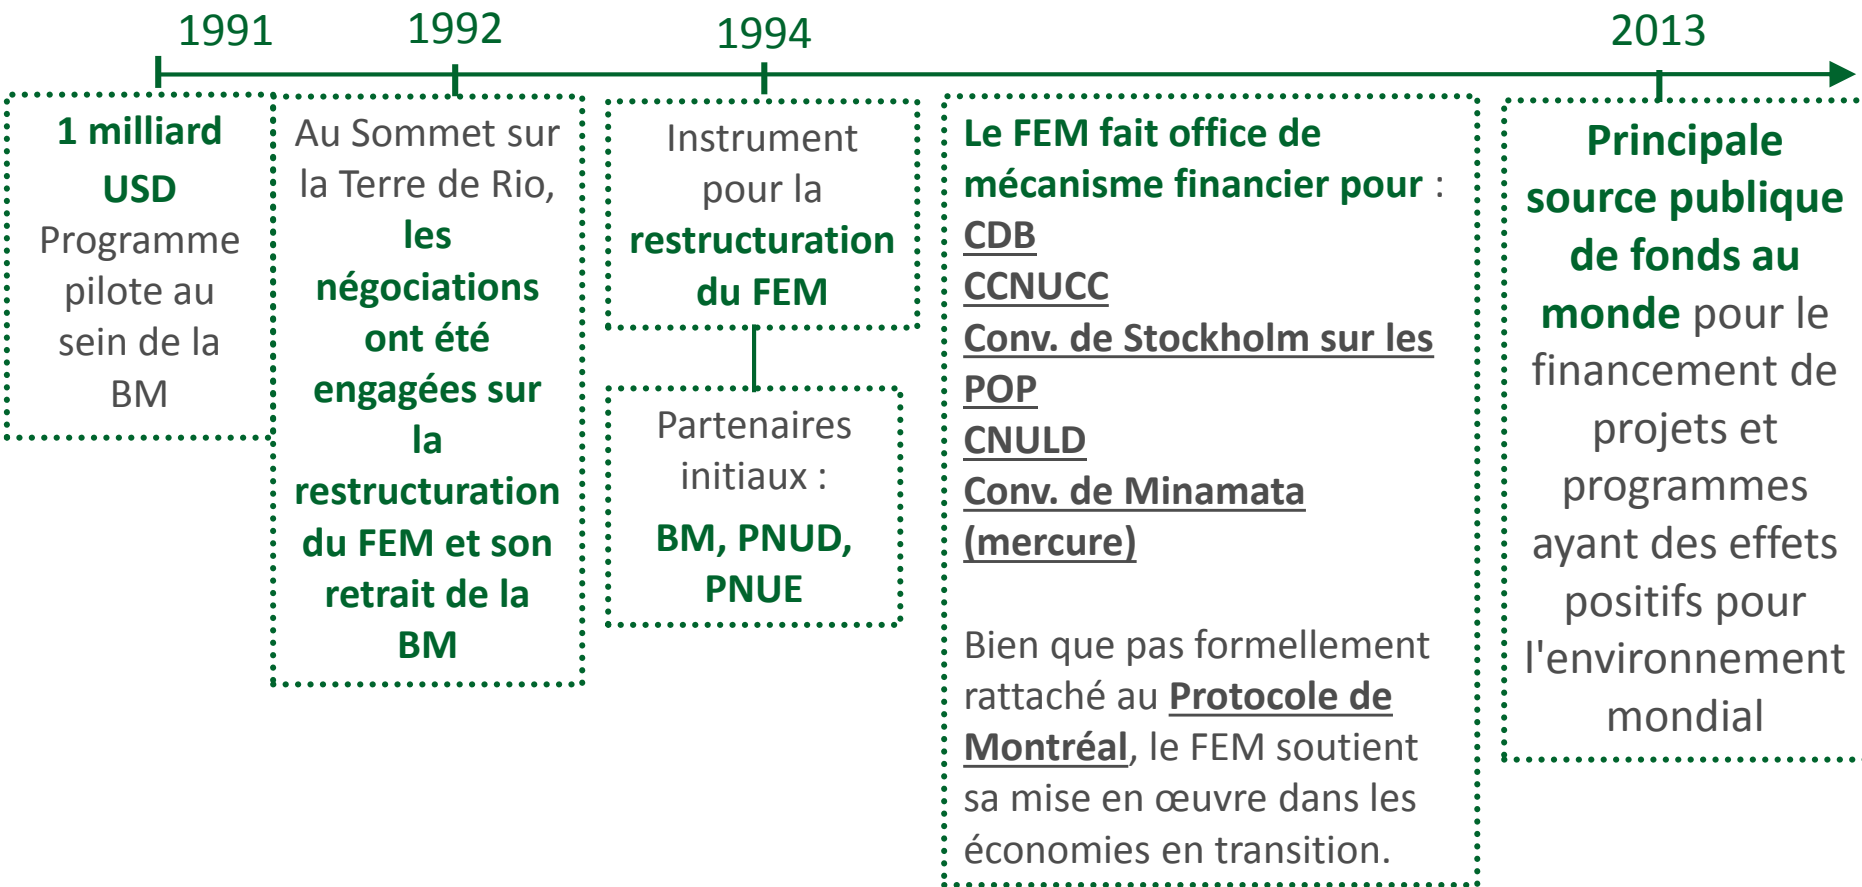 1991
1992
1994
2013
1 milliard
USD
Programme
pilote au
sein de la
BM
Au Sommet sur
la Terre de Rio,
les
négociations
ont été
engagées sur
la
restructuration
du FEM et son
retrait de la
BM
Instrument
pour la
restructuration
du FEM
Partenaires
initiaux :
BM, PNUD,
PNUE
Le FEM fait office de
mécanisme financier pour :
CDB
CCNUCC
Conv. de Stockholm sur les
POP
CNULD
Conv. de Minamata
(mercure)
Bien que pas formellement
rattaché au Protocole de
Montréal, le FEM soutient
sa mise en œuvre dans les
économies en transition.
Principale
source publique
de fonds au
monde pour le
financement de
projets et
programmes
ayant des effets
positifs pour
l'environnement
mondial